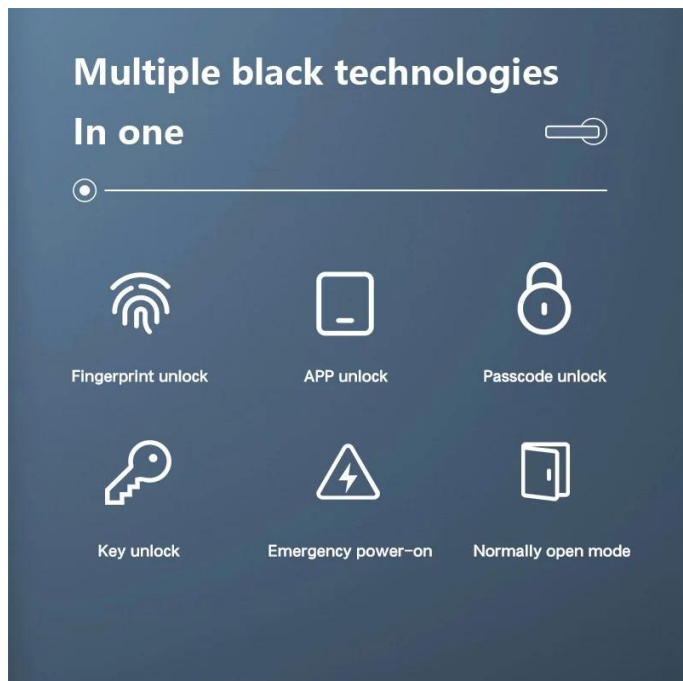 Multiple black technologies
In one
Fingerprint unlock
APP unlock
Passcode unlock
Key unlock
Emergency power-on
Normally open mode